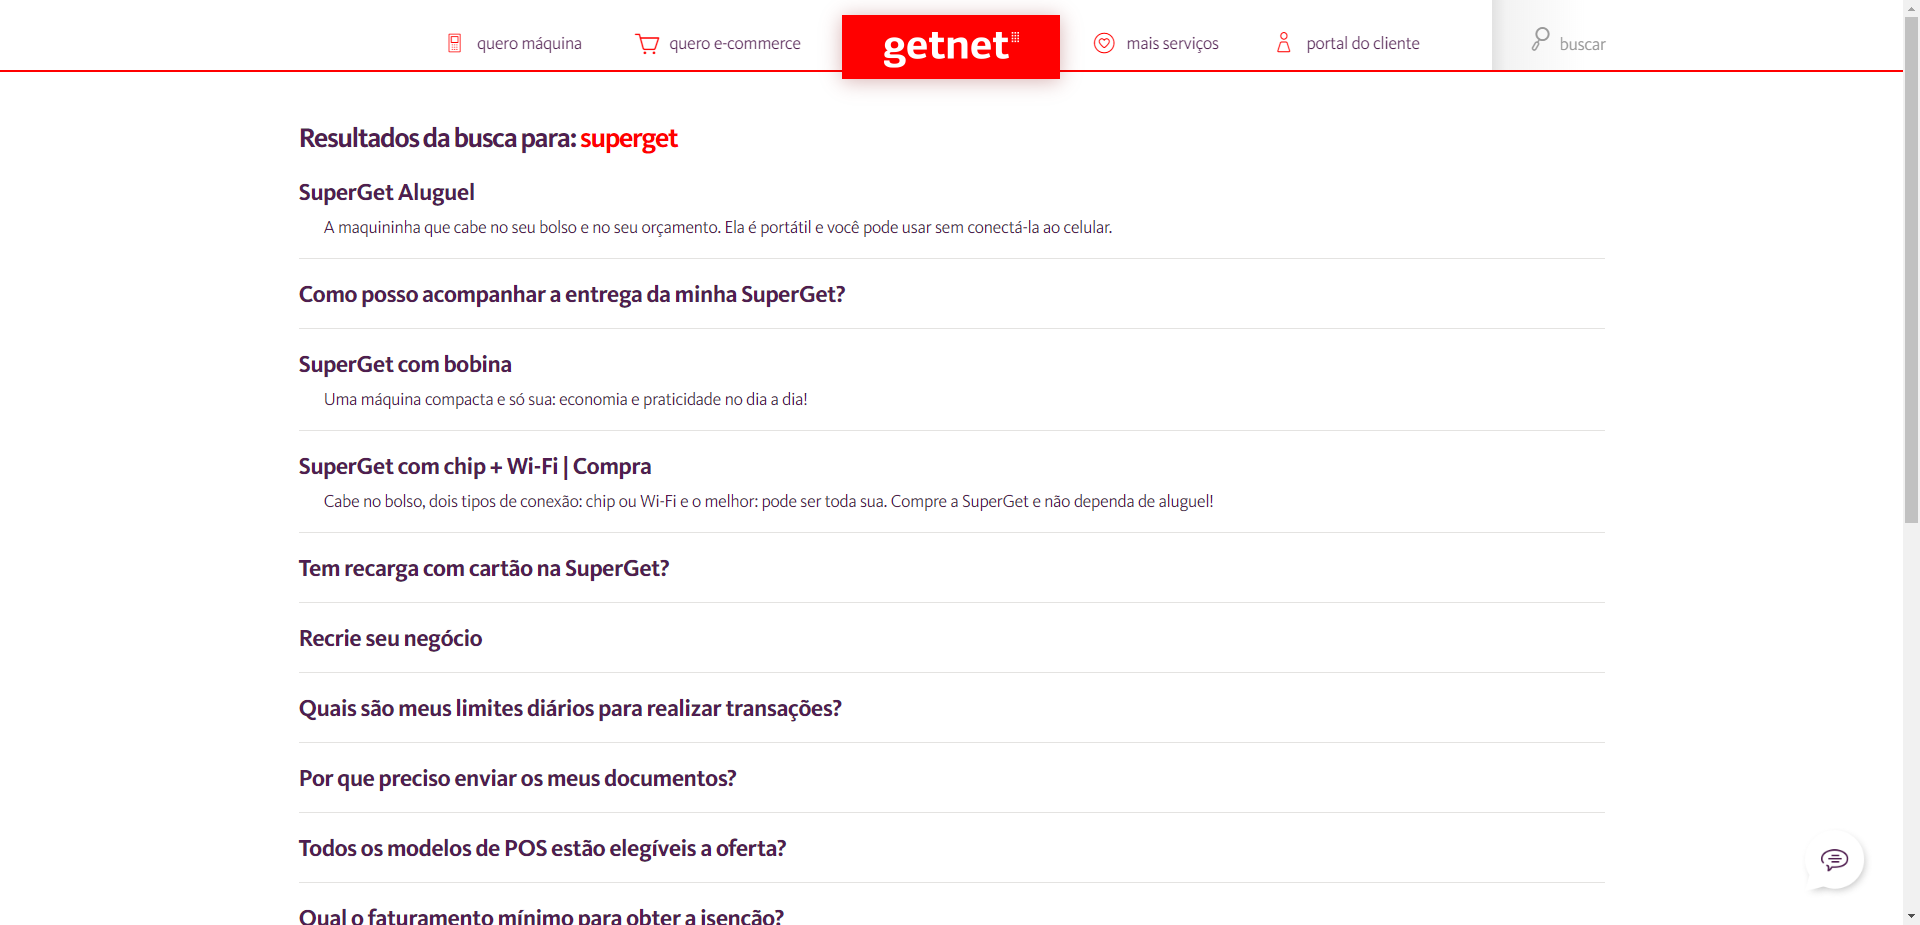 quero máquina
quero e-commerce
getnet
mais serviços
portal do cliente
buscar
Resultados da busca para: superget
SuperGet Aluguel
A maquininha que cabe no seu bolso e no seu orçamento. Ela é portátil e você pode usar sem conectá-la ao celular.
Como posso acompanhar a entrega da minha SuperGet?
SuperGet com bobina
Uma máquina compacta e só sua: economia e praticidade no dia a dia!
SuperGet com chip + Wi-Fi | Compra
Cabe no bolso, dois tipos de conexão: chip ou Wi-Fi e o melhor: pode ser toda sua. Compre a SuperGet e não dependa de aluguel!
Tem recarga com cartão na SuperGet?
Recrie seu negócio
Quais são meus limites diários para realizar transações?
Por que preciso enviar os meus documentos?
Todos os modelos de POS estão elegíveis a oferta?
Qual o faturamento mínimo para obter a isenção?